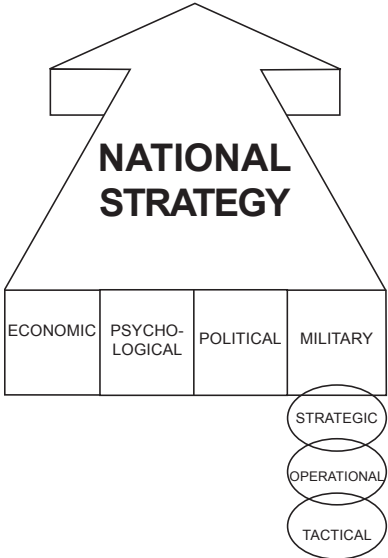 NATIONAL
STRATEGY
ECONOMIC
PSYCHO-
LOGICAL
POLITICAL
MILITARY
STRATEGIC
OPERATIONAL
TACTICAL